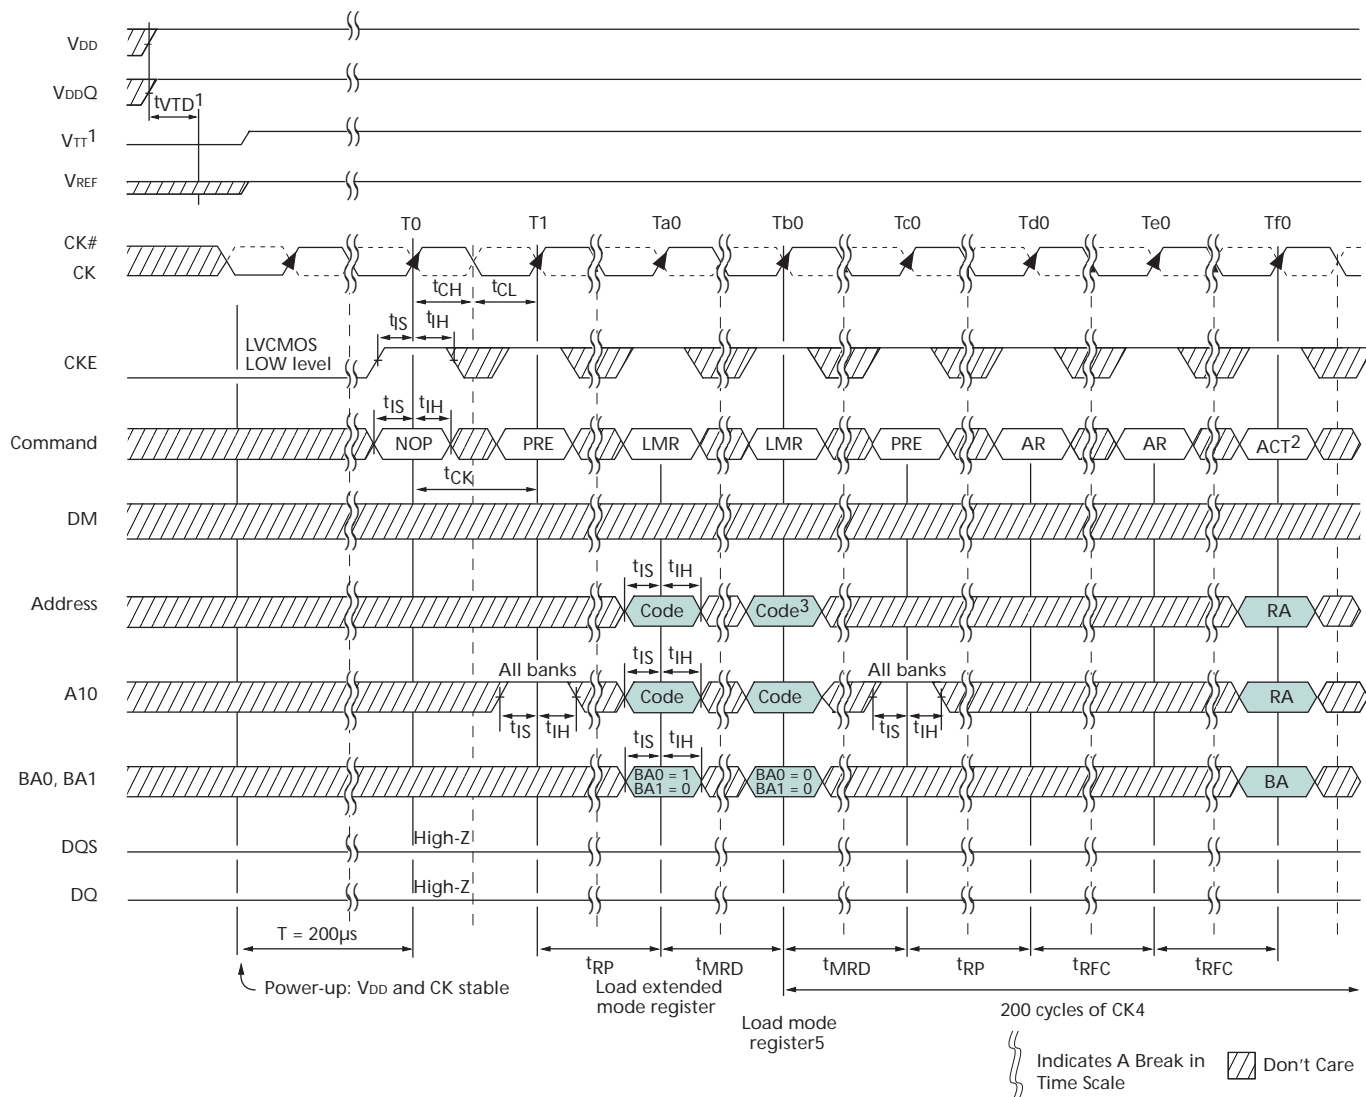 VDD
VDDQ
tVTD1
VTT1
VREF
T0 T1 Ta0 Tb0 Tc0 Td0 Te0 Tf0
CK#
CK
tCH tCL
tIS tIH
LVCMOS
LOW level
CKE
tIS tIH
Command NOP PRE LMR LMR PRE AR AR ACT2
tCK
DM
tIS tIH
Address Code Code3 RA
All banks tIS tIH All banks
A10 Code Code RA
tIS tIH tIS tIH
tIS tIH
BA0, BA1 BA0 = 1 BA1 = 0 BA0 = 0 BA1 = 0 BA
DQS High-Z
DQ High-Z
T = 200µs
tRP tMRD tMRD tRP tRFC tRFC
Power-up: VDD and CK stable
Load extended
mode register
Load mode
register5
200 cycles of CK4
Indicates A Break in
Time Scale
Don't Care